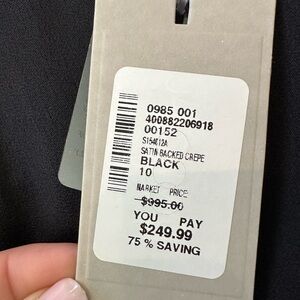 0985 001
400882206918
00152
S154612A
SATIN BACKED CREPE
BLACK
10
MARKET PRICE
$995.00
YOU PAY
$249.99
75 % SAVING